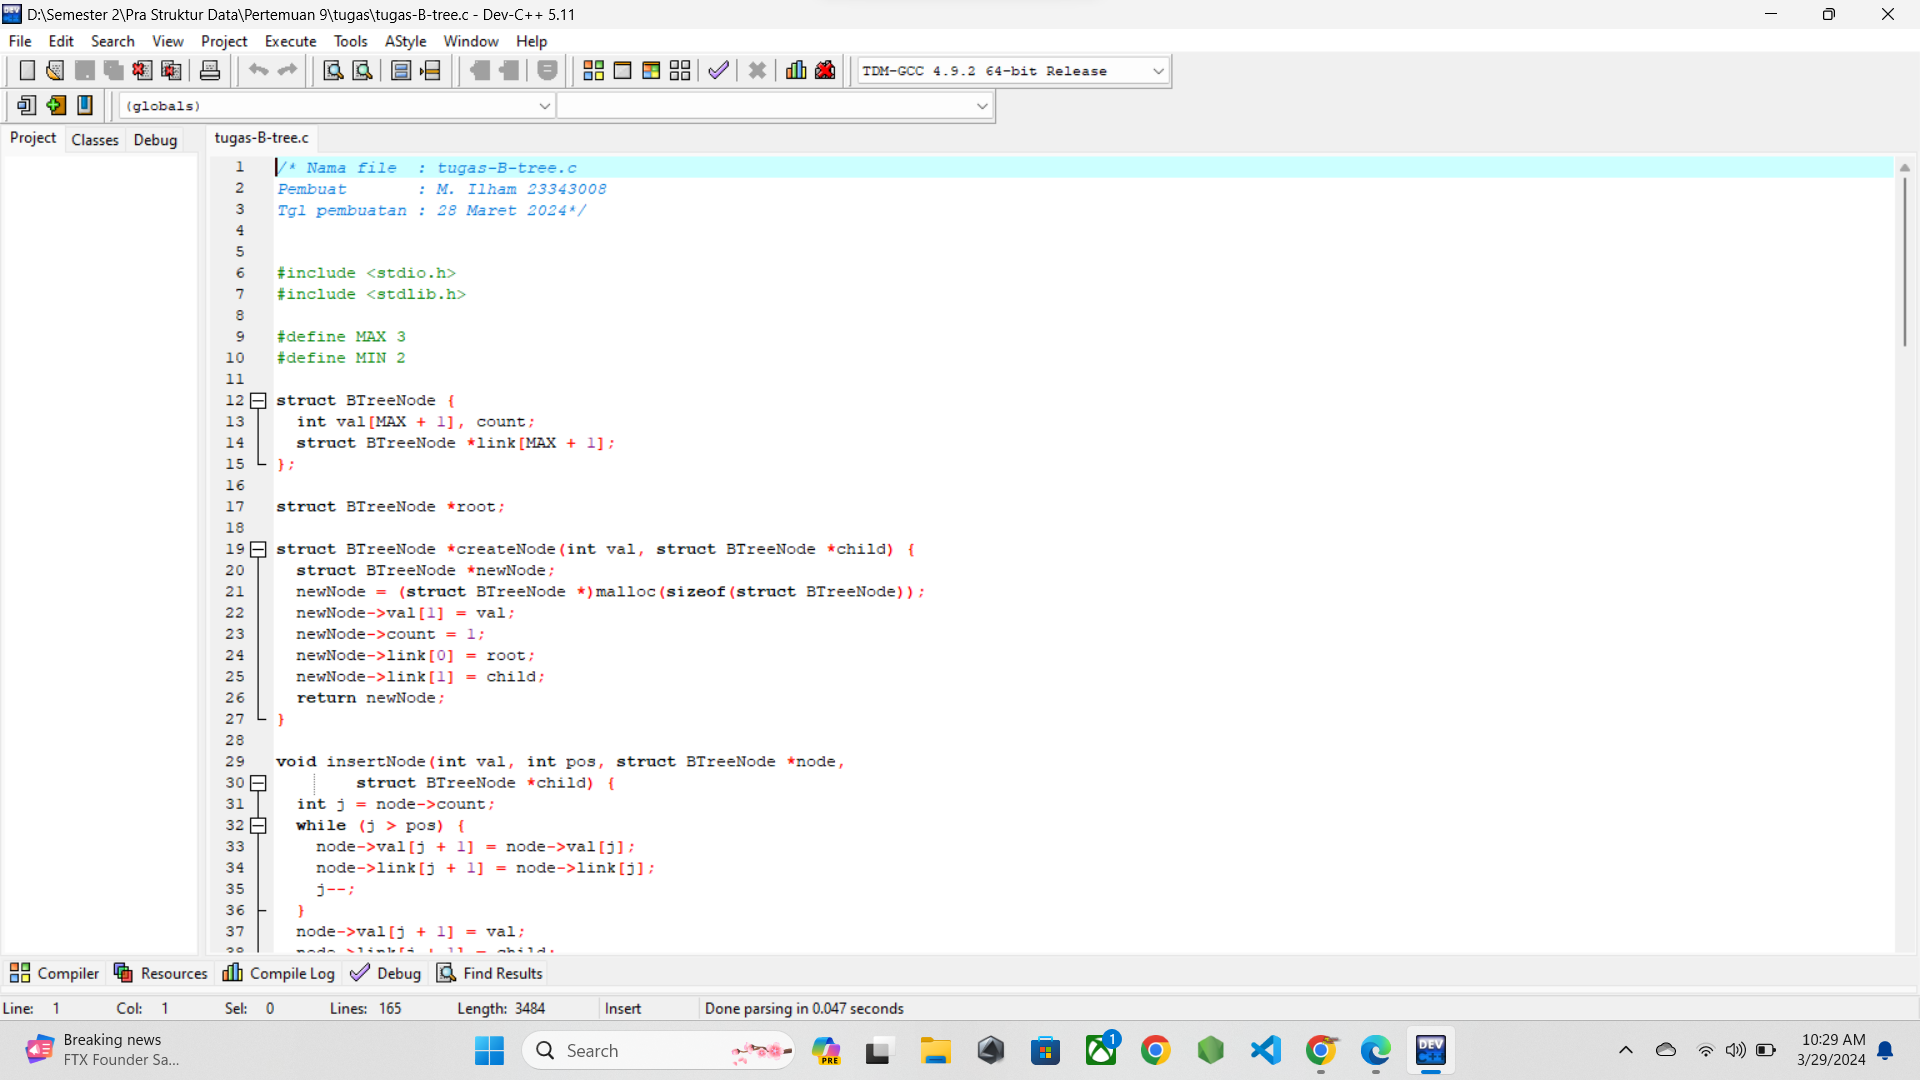 D:\Semester 2\Pra Struktur Data\Pertemuan 9\tugas\tugas-B-tree.c - Dev-C++ 5.11
File Edit Search View Project Execute Tools AStyle Window Help
TDM-GCC 4.9.2 64-bit Release
(globals)
Project Classes Debug tugas-B-tree.c
1 /* Nama file  : tugas-B-tree.c
2 Pembuat       : M. Ilham 23343008
3 Tgl pembuatan : 28 Maret 2024*/
4
5
6 #include <stdio.h>
7 #include <stdlib.h>
8
9 #define MAX 3
10 #define MIN 2
11
12 struct BTreeNode {
13   int val[MAX + 1], count;
14   struct BTreeNode *link[MAX + 1];
15 };
16
17 struct BTreeNode *root;
18
19 struct BTreeNode *createNode(int val, struct BTreeNode *child) {
20   struct BTreeNode *newNode;
21   newNode = (struct BTreeNode *)malloc(sizeof(struct BTreeNode));
22   newNode->val[1] = val;
23   newNode->count = 1;
24   newNode->link[0] = root;
25   newNode->link[1] = child;
26   return newNode;
27 }
28
29 void insertNode(int val, int pos, struct BTreeNode *node,
30         struct BTreeNode *child) {
31   int j = node->count;
32   while (j > pos) {
33     node->val[j + 1] = node->val[j];
34     node->link[j + 1] = node->link[j];
35     j--;
36   }
37   node->val[j + 1] = val;
38   node->link[j + 1] = child;
Compiler Resources Compile Log Debug Find Results
Line: 1 Col: 1 Sel: 0 Lines: 165 Length: 3484 Insert Done parsing in 0.047 seconds
Breaking news
FTX Founder Sa...
Search
PRE
1
DEV
C++
10:29 AM
3/29/2024